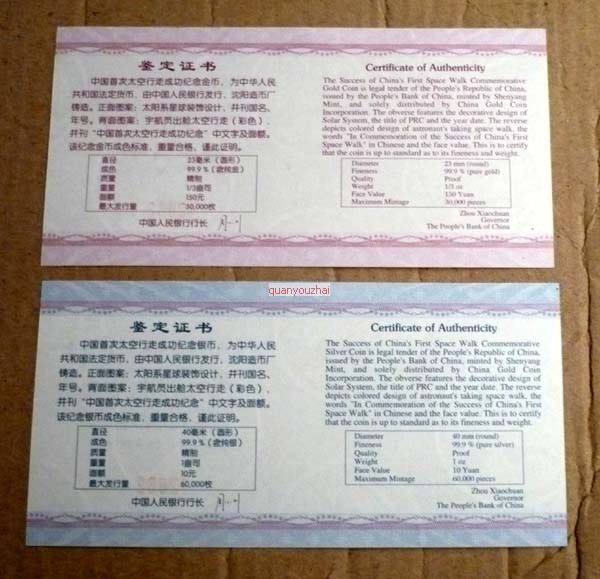 鉴定证书
中国首次太空行走成功纪念金币，为中华人民
共和国法定货币，由中国人民银行发行，沈阳造币厂
铸造。正面图案：太阳系星球装饰设计，并刊国名、
年号。背面图案：宇航员出舱太空行走（彩色），
并刊“中国首次太空行走成功纪念”中文字及面额。
该纪念金币成色标准，重量合格，谨此证明。
直径 23毫米（圆形）
成色 99.9％（含纯金）
质量 精制
重量 1/3盎司
面额 150元
最大发行量 30,000枚
中国人民银行行长
Certificate of Authenticity
The Success of China's First Space Walk Commemorative
Gold Coin is legal tender of the People's Republic of China,
issued by the People's Bank of China, minted by Shenyang
Mint, and solely distributed by China Gold Coin
Incorporation. The obverse features the decorative design of
Solar System, the title of PRC and the year date. The reverse
depicts colored design of astronaut's taking space walk, the
words "In Commemoration of the Success of China's First
Space Walk" in Chinese and the face value. This is to certify
that the coin is up to standard as to its fineness and weight.
Diameter 23 mm (round)
Fineness 99.9 % (pure gold)
Quality Proof
Weight 1/3 oz
Face Value 150 Yuan
Maximum Mintage 30,000 pieces
Zhou Xiaochuan
Governor
The People's Bank of China
quanyouzhai
鉴定证书
中国首次太空行走成功纪念银币，为中华人民
共和国法定货币，由中国人民银行发行，沈阳造币厂
铸造。正面图案：太阳系星球装饰设计，并刊国名、
年号。背面图案：宇航员出舱太空行走（彩色），
并刊“中国首次太空行走成功纪念”中文字及面额。
该纪念银币成色标准，重量合格，谨此证明。
直径 40毫米（圆形）
成色 99.9％（含纯银）
质量 精制
重量 1盎司
面额 10元
最大发行量 60,000枚
中国人民银行行长
Certificate of Authenticity
The Success of China's First Space Walk Commemorative
Silver Coin is legal tender of the People's Republic of China,
issued by the People's Bank of China, minted by Shenyang
Mint, and solely distributed by China Gold Coin
Incorporation. The obverse features the decorative design of
Solar System, the title of PRC and the year date. The reverse
depicts colored design of astronaut's taking space walk, the
words "In Commemoration of the Success of China's First
Space Walk" in Chinese and the face value. This is to certify
that the coin is up to standard as to its fineness and weight.
Diameter 40 mm (round)
Fineness 99.9 % (pure silver)
Quality Proof
Weight 1 oz
Face Value 10 Yuan
Maximum Mintage 60,000 pieces
Zhou Xiaochuan
Governor
The People's Bank of China